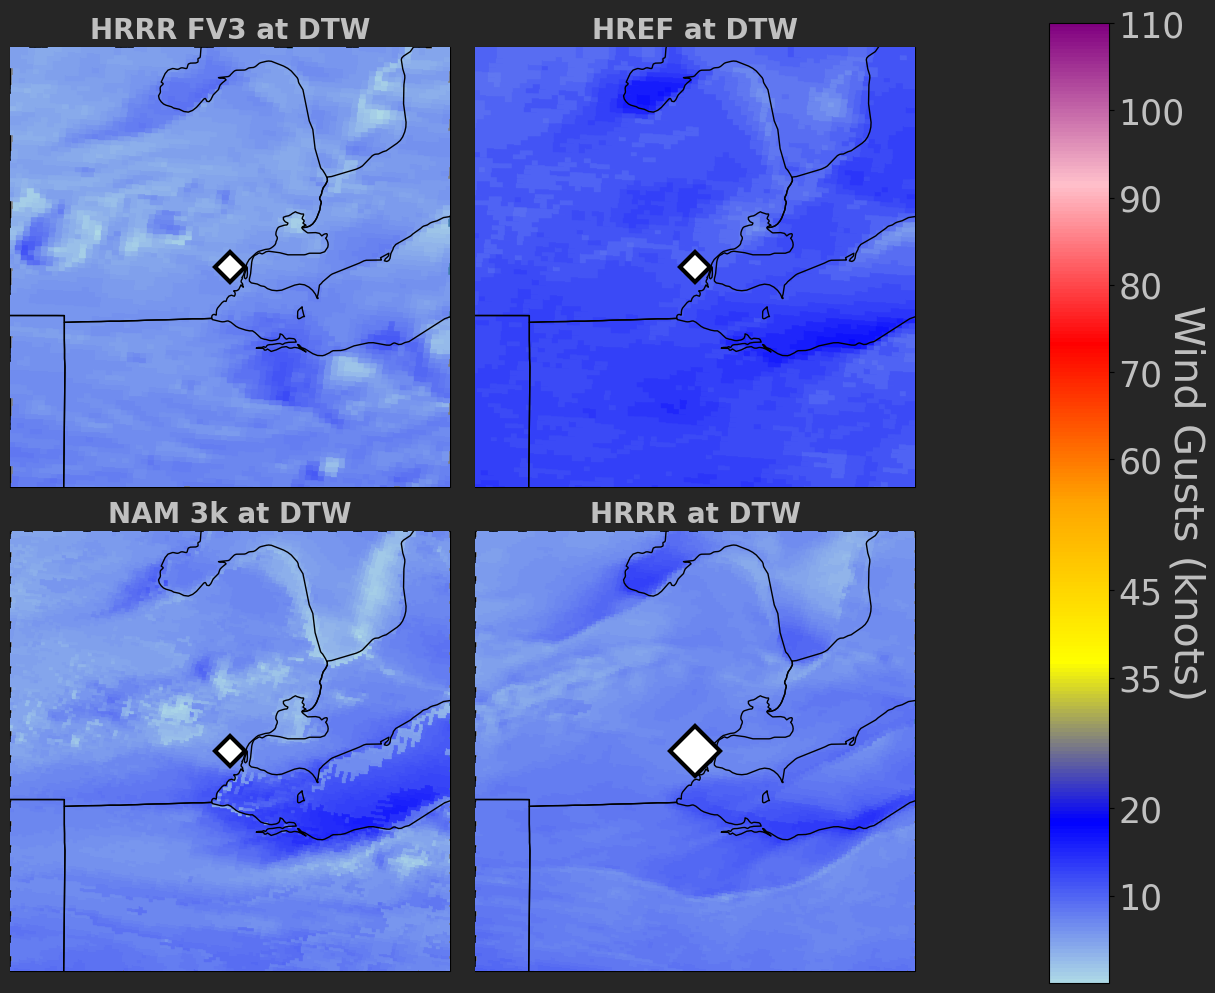 HRRR FV3 at DTW
HREF at DTW
NAM 3k at DTW
HRRR at DTW
110
100
90
80
70
60
45
35
20
10
Wind Gusts (knots)